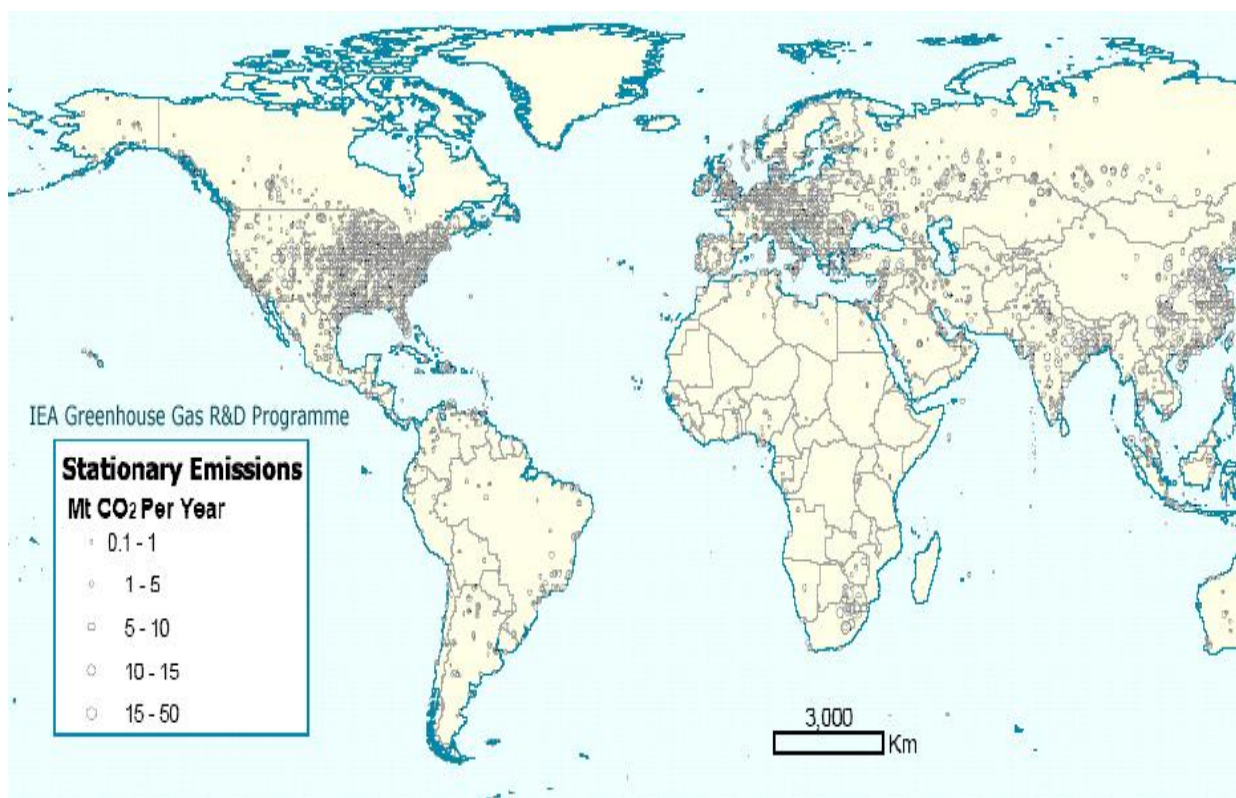 IEA Greenhouse Gas R&D Programme
Stationary Emissions
Mt CO2 Per Year
0.1 - 1
1 - 5
5 - 10
10 - 15
15 - 50
3,000
Km